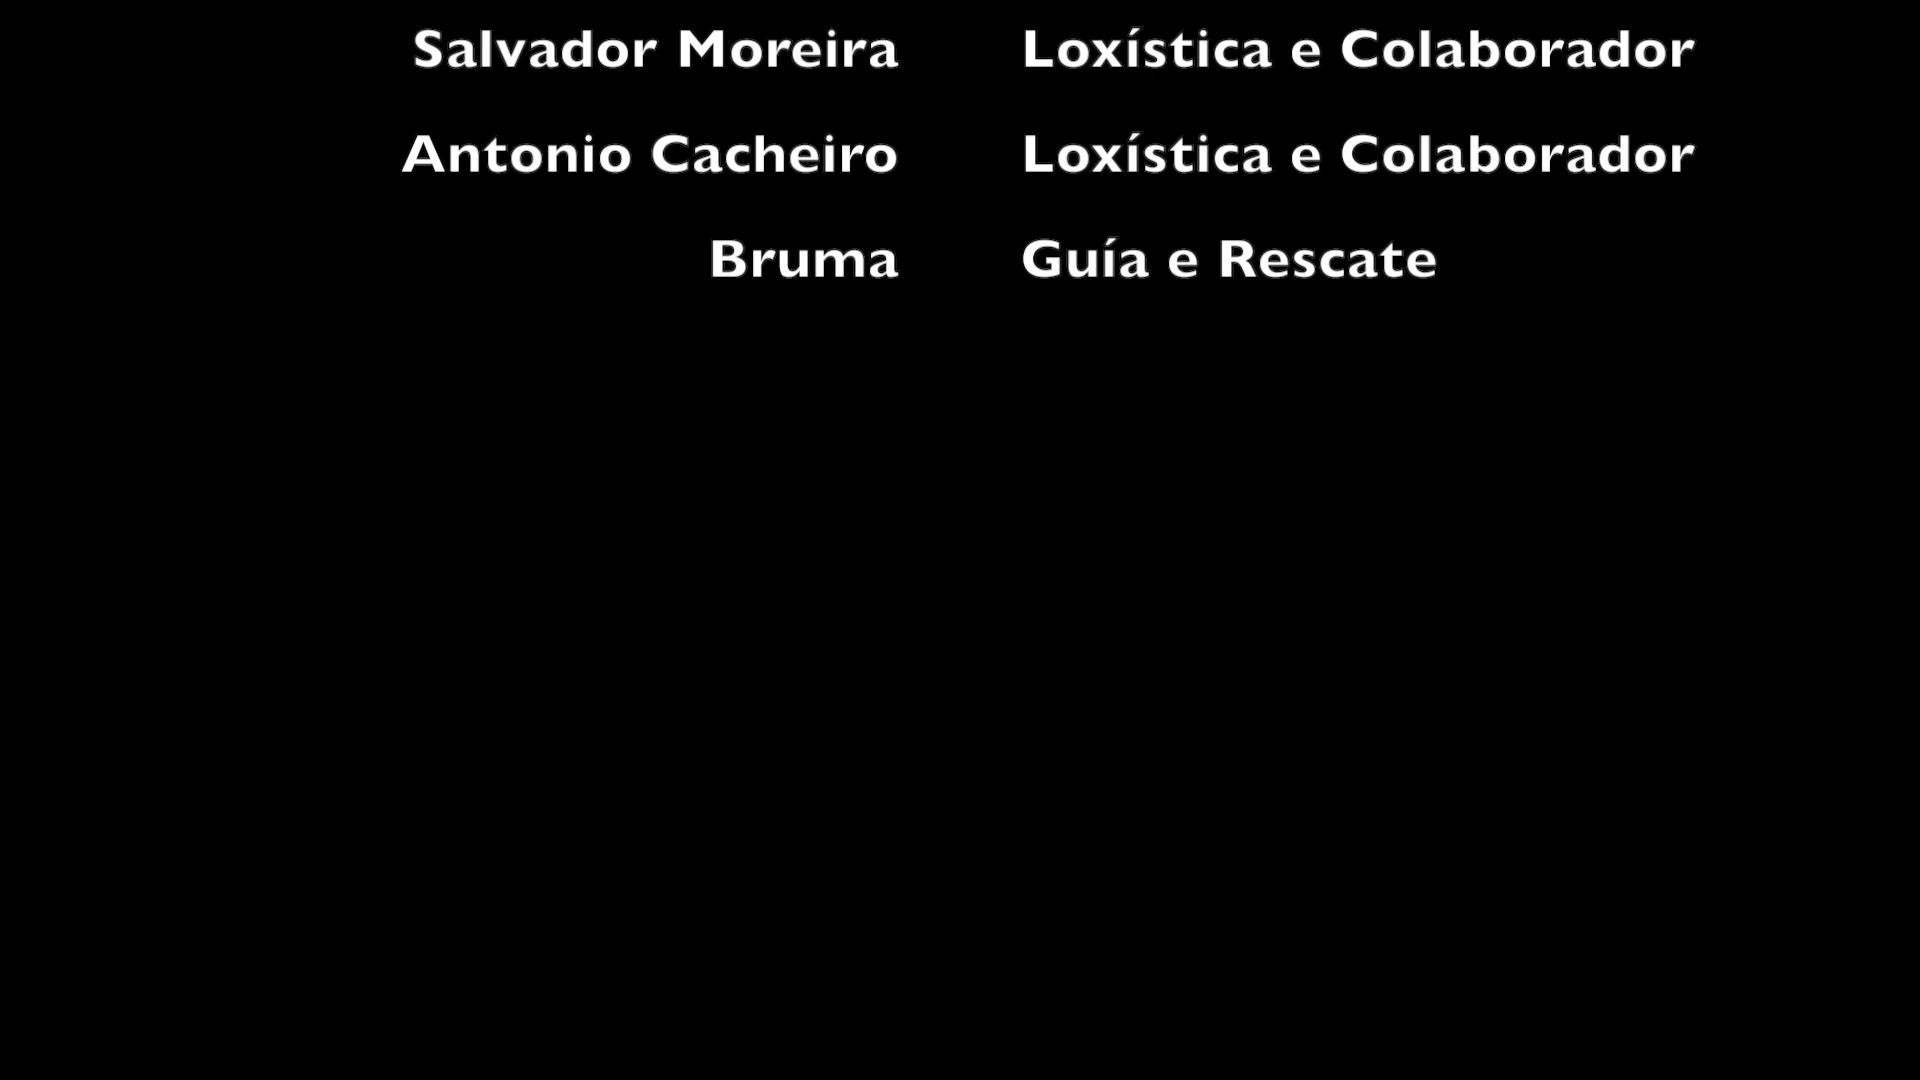 Salvador Moreira Loxística e Colaborador
Antonio Cacheiro Loxística e Colaborador
Bruma Guía e Rescate